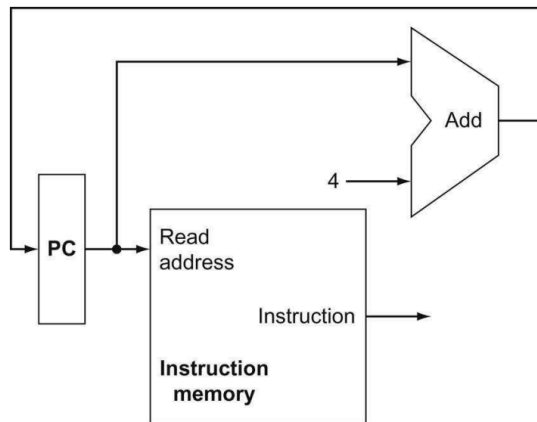 Add
4
PC
Read
address
Instruction
Instruction
memory